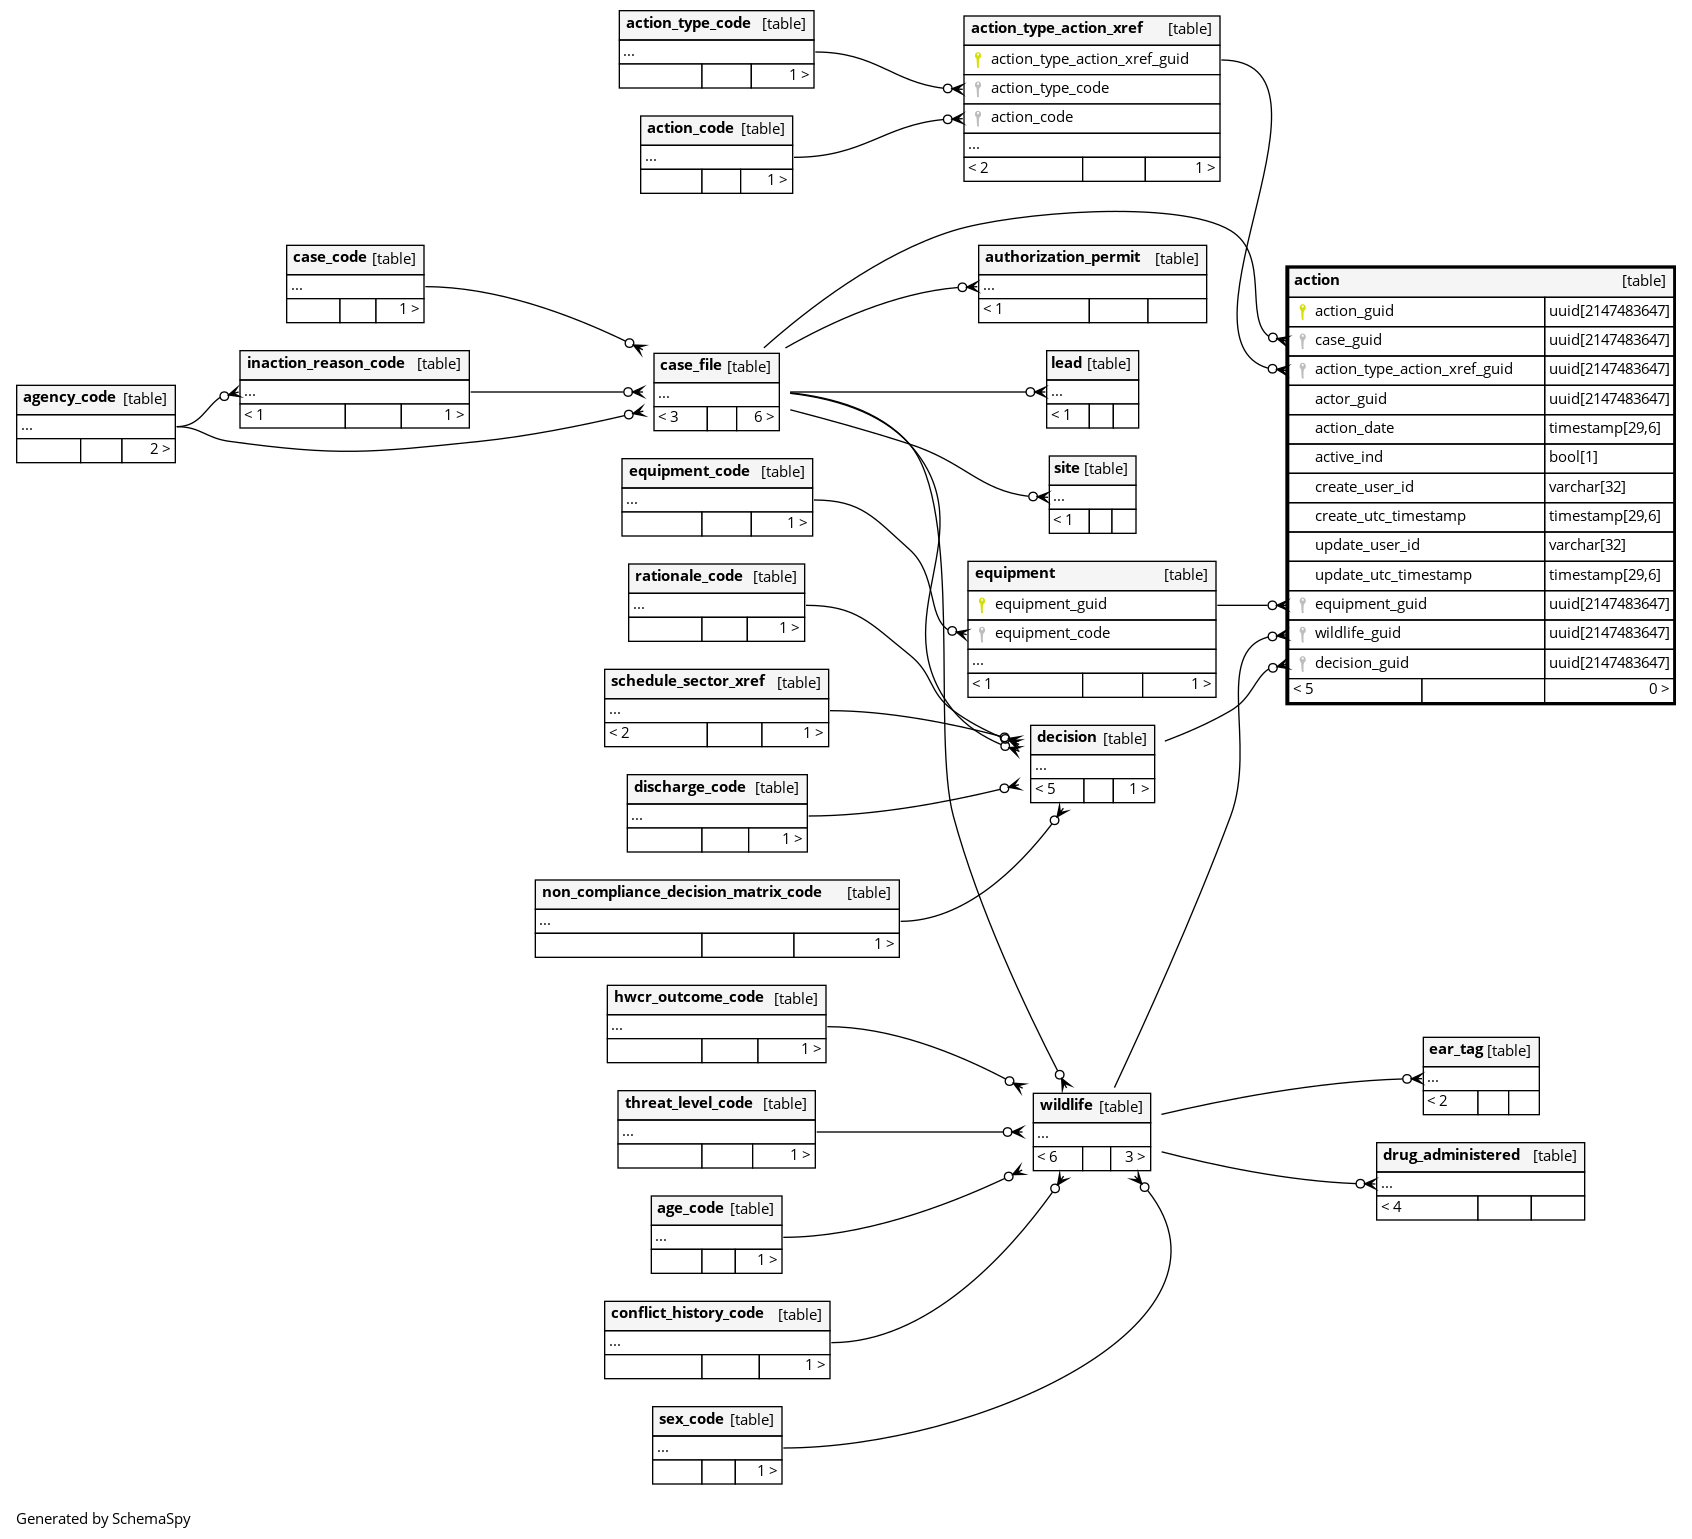 action_type_code [table]
...
1 >
action_type_action_xref [table]
action_type_action_xref_guid
action_type_code
action_code
...
< 2 1 >
action_code [table]
...
1 >
case_code [table]
...
1 >
authorization_permit [table]
...
< 1
action [table]
action_guid uuid[2147483647]
case_guid uuid[2147483647]
action_type_action_xref_guid uuid[2147483647]
actor_guid uuid[2147483647]
action_date timestamp[29,6]
active_ind bool[1]
create_user_id varchar[32]
create_utc_timestamp timestamp[29,6]
update_user_id varchar[32]
update_utc_timestamp timestamp[29,6]
equipment_guid uuid[2147483647]
wildlife_guid uuid[2147483647]
decision_guid uuid[2147483647]
< 5 0 >
inaction_reason_code [table]
...
< 1 1 >
case_file [table]
...
< 3 6 >
lead [table]
...
< 1
agency_code [table]
...
2 >
site [table]
...
< 1
equipment_code [table]
...
1 >
equipment [table]
equipment_guid
equipment_code
...
< 1 1 >
rationale_code [table]
...
1 >
schedule_sector_xref [table]
...
< 2 1 >
decision [table]
...
< 5 1 >
discharge_code [table]
...
1 >
non_compliance_decision_matrix_code [table]
...
1 >
hwcr_outcome_code [table]
...
1 >
ear_tag [table]
...
< 2
threat_level_code [table]
...
1 >
wildlife [table]
...
< 6 3 >
drug_administered [table]
...
< 4
age_code [table]
...
1 >
conflict_history_code [table]
...
1 >
sex_code [table]
...
1 >
Generated by SchemaSpy